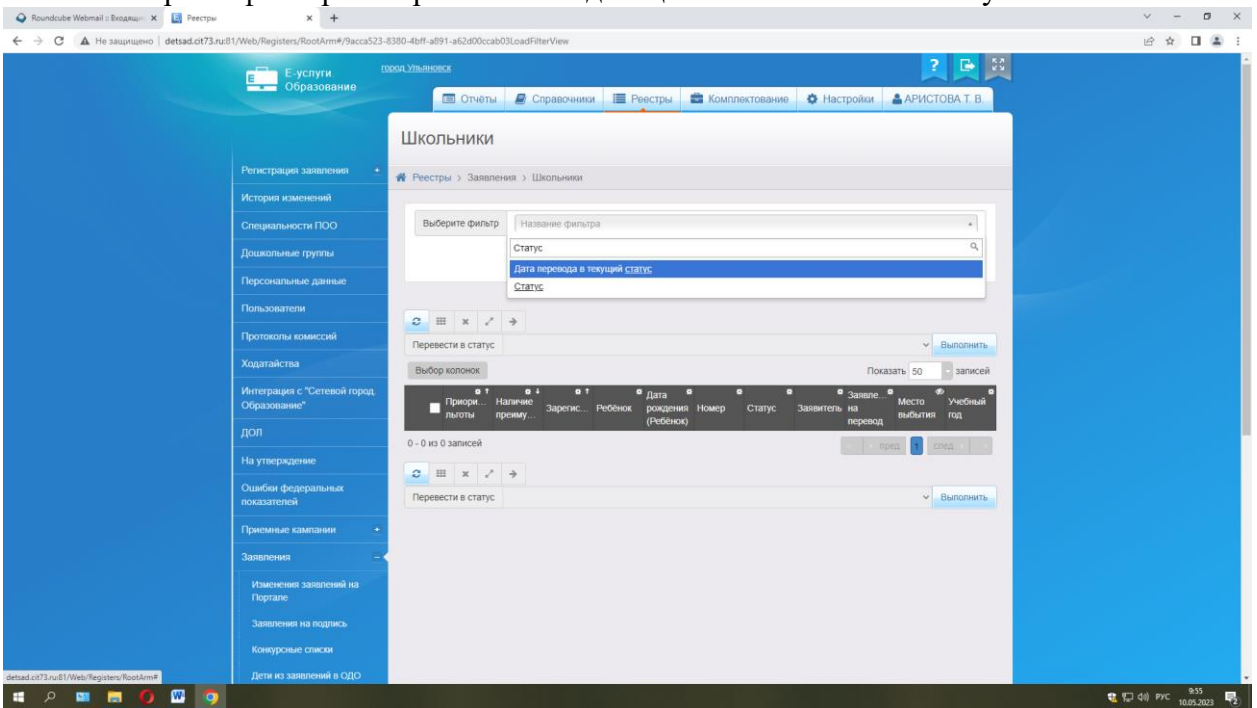 Roundcube Webmail :: Входящи
Реестры
Не защищено | detsad.cit73.ru:81/Web/Registers/RootArm#/9acca523-8380-4bff-a891-a62d00ccab03LoadFilterView
Е-услуги. Образование
город Ульяновск
?
Отчёты
Справочники
Реестры
Комплектование
Настройки
АРИСТОВА Т. В.
Школьники
Реестры > Заявления > Школьники
Регистрация заявления +
История изменений
Специальности ПОО
Дошкольные группы
Персональные данные
Пользователи
Протоколы комиссий
Ходатайства
Интеграция с "Сетевой город.
Образование"
ДОЛ
На утверждение
Ошибки федеральных
показателей
Приемные кампании +
Заявления −
Изменения заявлений на
Портале
Заявления на подпись
Конкурсные списки
Дети из заявлений в ОДО
Выберите фильтр
Название фильтра
Статус
Дата перевода в текущий статус
Статус
Перевести в статус
Выполнить
Выбор колонок
Показать 50 записей
Приори... льготы
Наличие преиму...
Зарегис...
Ребёнок
Дата рождения (Ребёнок)
Номер
Статус
Заявитель
Заявле... на перевод
Место выбытия
Учебный год
0 - 0 из 0 записей
пред 1 след
Перевести в статус
Выполнить
detsad.cit73.ru:81/Web/Registers/RootArm#
РУС
9:55
10.05.2023
2